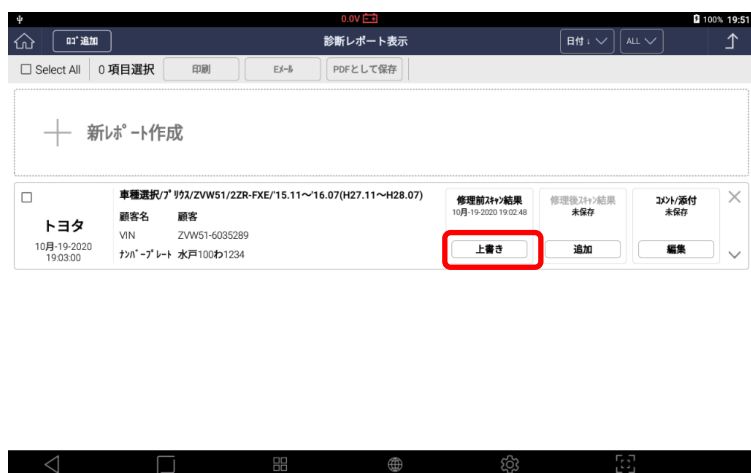 0.0V
100% 19:51
ﾛｺﾞ追加
診断レポート表示
日付↓
ALL
Select All
0 項目選択
印刷
Eﾒｰﾙ
PDFとして保存
新ﾚﾎﾟｰﾄ作成
トヨタ
10月-19-2020
19:03:00
車種選択/ﾌﾟﾘｳｽ/ZVW51/2ZR-FXE/'15.11〜'16.07(H27.11〜H28.07)
顧客名 顧客
VIN ZVW51-6035289
ﾅﾝﾊﾞｰﾌﾟﾚｰﾄ 水戸100わ1234
修理前ｽｷｬﾝ結果
10月-19-2020 19:02:48
上書き
修理後ｽｷｬﾝ結果
未保存
追加
ｺﾒﾝﾄ/添付
未保存
編集